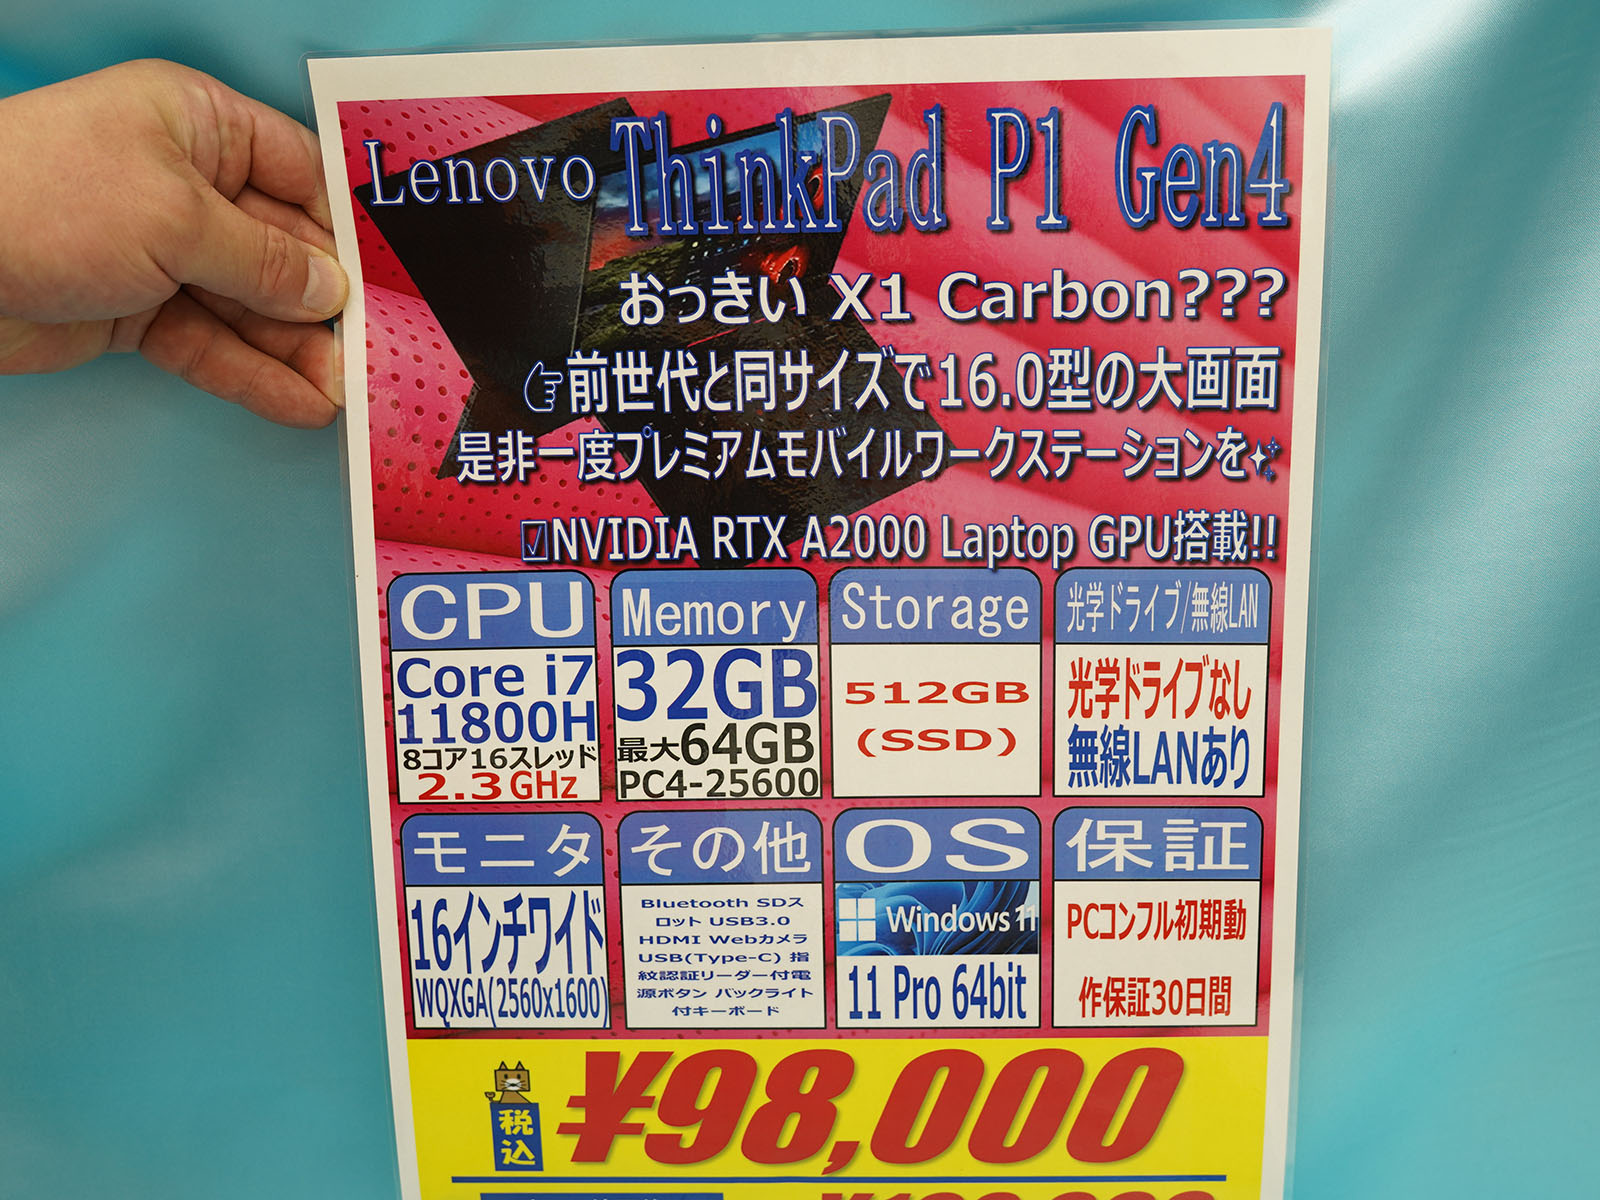 Lenovo ThinkPad P1 Gen4
おっきい X1 Carbon???
☞前世代と同サイズで16.0型の大画面
是非一度プレミアムモバイルワークステーションを✨
☑NVIDIA RTX A2000 Laptop GPU搭載!!
CPU
Core i7
11800H
8コア16スレッド
2.3GHz
Memory
32GB
最大64GB
PC4-25600
Storage
512GB
(SSD)
光学ドライブ/無線LAN
光学ドライブなし
無線LANあり
モニタ
16インチワイド
WQXGA(2560x1600)
その他
Bluetooth SDス
ロット USB3.0
HDMI Webカメラ
USB(Type-C) 指
紋認証リーダー付電
源ボタン バックライト
付キーボード
OS
Windows 11
11 Pro 64bit
保証
PCコンフル初期動
作保証30日間
税込
¥98,000